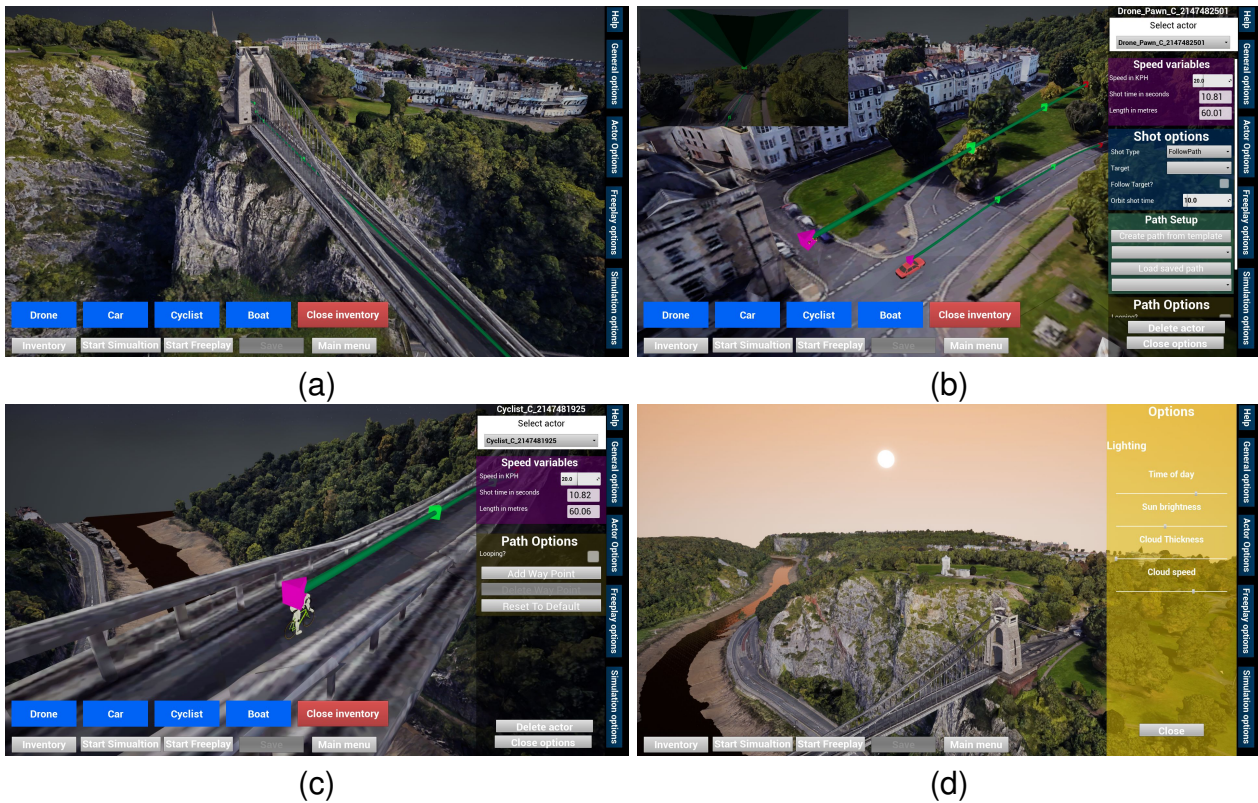 Help
General options
Actor Options
Freeplay options
Simulation options
Drone
Car
Cyclist
Boat
Close inventory
Inventory
Start Simualtion
Start Freeplay
Save
Main menu
(a)
Drone_Pawn_C_2147482501
Select actor
Drone_Pawn_C_2147482501
Speed variables
Speed in KPH
20.0
Shot time in seconds
10.81
Length in metres
60.01
Shot options
Shot Type
FollowPath
Target
Follow Target?
Orbit shot time
10.0
Path Setup
Create path from template
Load saved path
Path Options
Looping?
Delete actor
Close options
Help
General options
Actor Options
Freeplay options
Simulation options
Drone
Car
Cyclist
Boat
Close inventory
Inventory
Start Simualtion
Start Freeplay
Save
Main menu
(b)
Cyclist_C_2147481925
Select actor
Cyclist_C_2147481925
Speed variables
Speed in KPH
20.0
Shot time in seconds
10.82
Length in metres
60.06
Path Options
Looping?
Add Way Point
Reset To Default
Delete actor
Close options
Help
General options
Actor Options
Freeplay options
Simulation options
Drone
Car
Cyclist
Boat
Close inventory
Inventory
Start Simualtion
Start Freeplay
Save
Main menu
(c)
Options
Lighting
Time of day
Sun brightness
Cloud Thickness
Cloud speed
Close
Help
General options
Actor Options
Freeplay options
Simulation options
Inventory
Start Simualtion
Start Freeplay
Save
Main menu
(d)